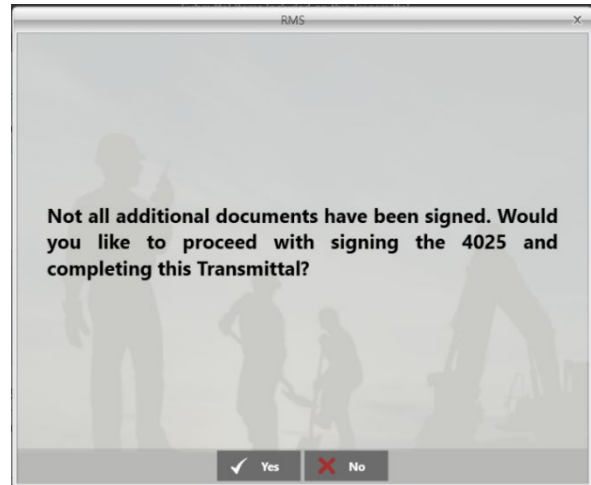 RMS
X
Not all additional documents have been signed. Would
you like to proceed with signing the 4025 and
completing this Transmittal?
Yes
No